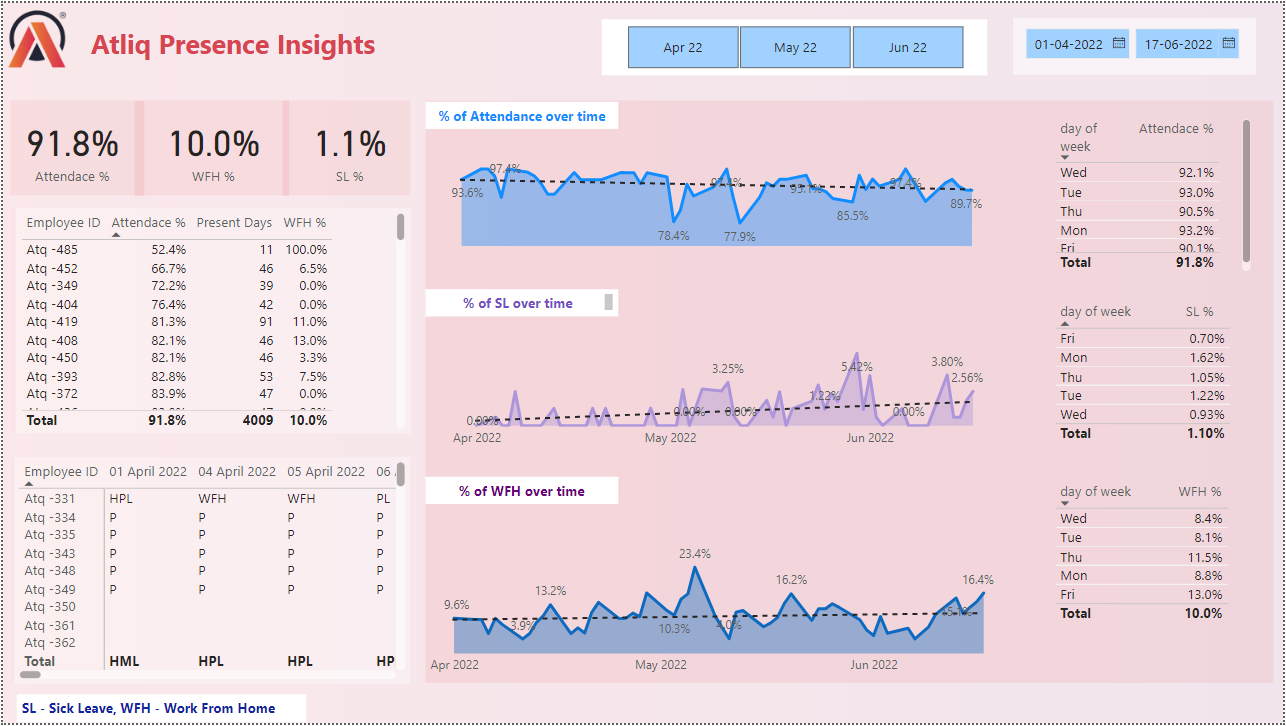 Atliq Presence Insights
Apr 22 May 22 Jun 22
01-04-2022 17-06-2022
91.8% 10.0% 1.1%
Attendace % WFH % SL %
Employee ID Attendace % Present Days WFH %
Atq -485 52.4% 11 100.0%
Atq -452 66.7% 46 6.5%
Atq -349 72.2% 39 0.0%
Atq -404 76.4% 42 0.0%
Atq -419 81.3% 91 11.0%
Atq -408 82.1% 46 13.0%
Atq -450 82.1% 46 3.3%
Atq -393 82.8% 53 7.5%
Atq -372 83.9% 47 0.0%
Total 91.8% 4009 10.0%
Employee ID 01 April 2022 04 April 2022 05 April 2022 06
Atq -331 HPL WFH WFH PL
Atq -334 P P P P
Atq -335 P P P P
Atq -343 P P P P
Atq -348 P P P P
Atq -349 P P P P
Atq -350
Atq -361
Atq -362
Total HML HPL HPL HP
SL - Sick Leave, WFH - Work From Home
% of Attendance over time
93.6% 97.4% 78.4% 97.4% 77.9% 95.1% 85.5% 97.4% 89.7%
day of
week
Attendace %
Wed 92.1%
Tue 93.0%
Thu 90.5%
Mon 93.2%
Fri 90.1%
Total 91.8%
% of SL over time
0.00% 0.00% 3.25% 0.00% 1.22% 5.42% 0.00% 3.80% 2.56%
Apr 2022 May 2022 Jun 2022
day of week SL %
Fri 0.70%
Mon 1.62%
Thu 1.05%
Tue 1.22%
Wed 0.93%
Total 1.10%
% of WFH over time
9.6% 3.9% 13.2% 10.3% 23.4% 4.0% 16.2% 16.4%
Apr 2022 May 2022 Jun 2022
day of week WFH %
Wed 8.4%
Tue 8.1%
Thu 11.5%
Mon 8.8%
Fri 13.0%
Total 10.0%